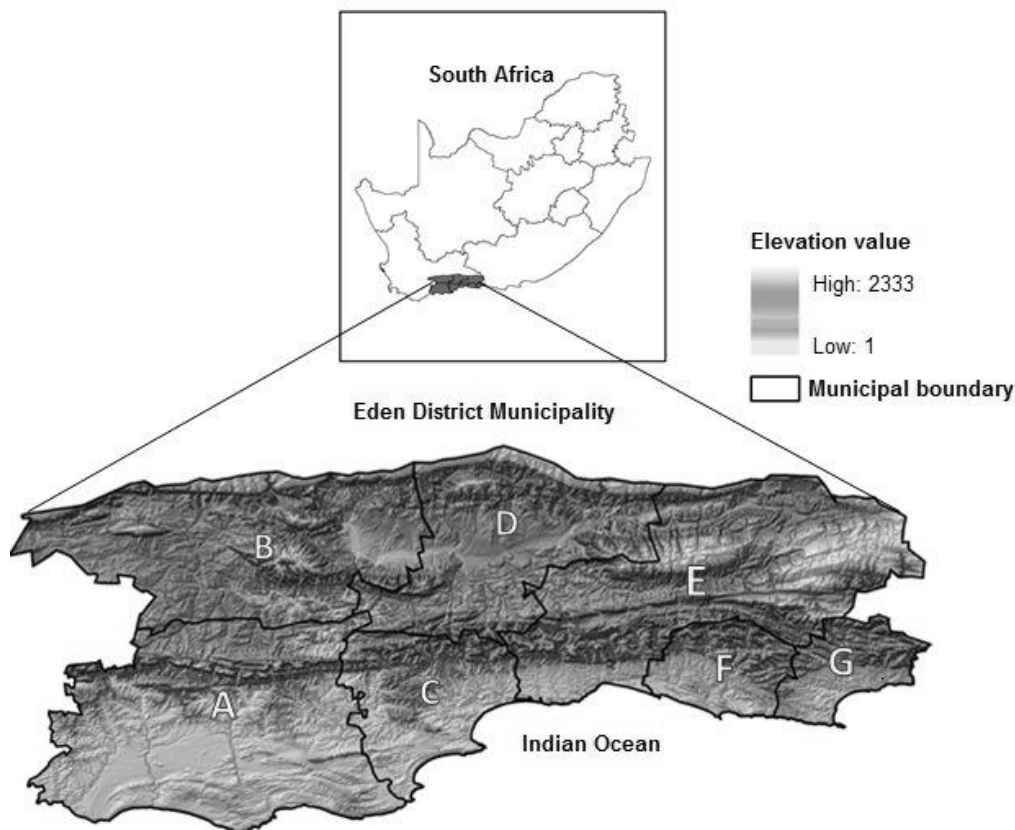 South Africa
Elevation value
High: 2333
Low: 1
Municipal boundary
Eden District Municipality
D
B
E
F
G
A
C
Indian Ocean